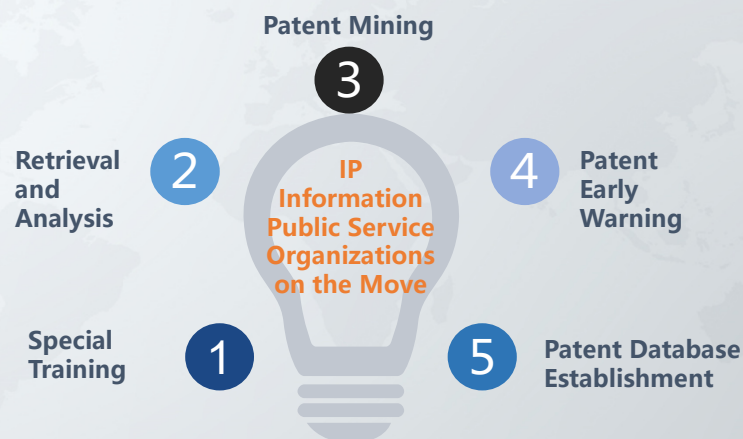 Patent Mining
3
Retrieval
and
Analysis
2
IP
Information
Public Service
Organizations
on the Move
4
Patent
Early
Warning
Special
Training
1
5
Patent Database
Establishment